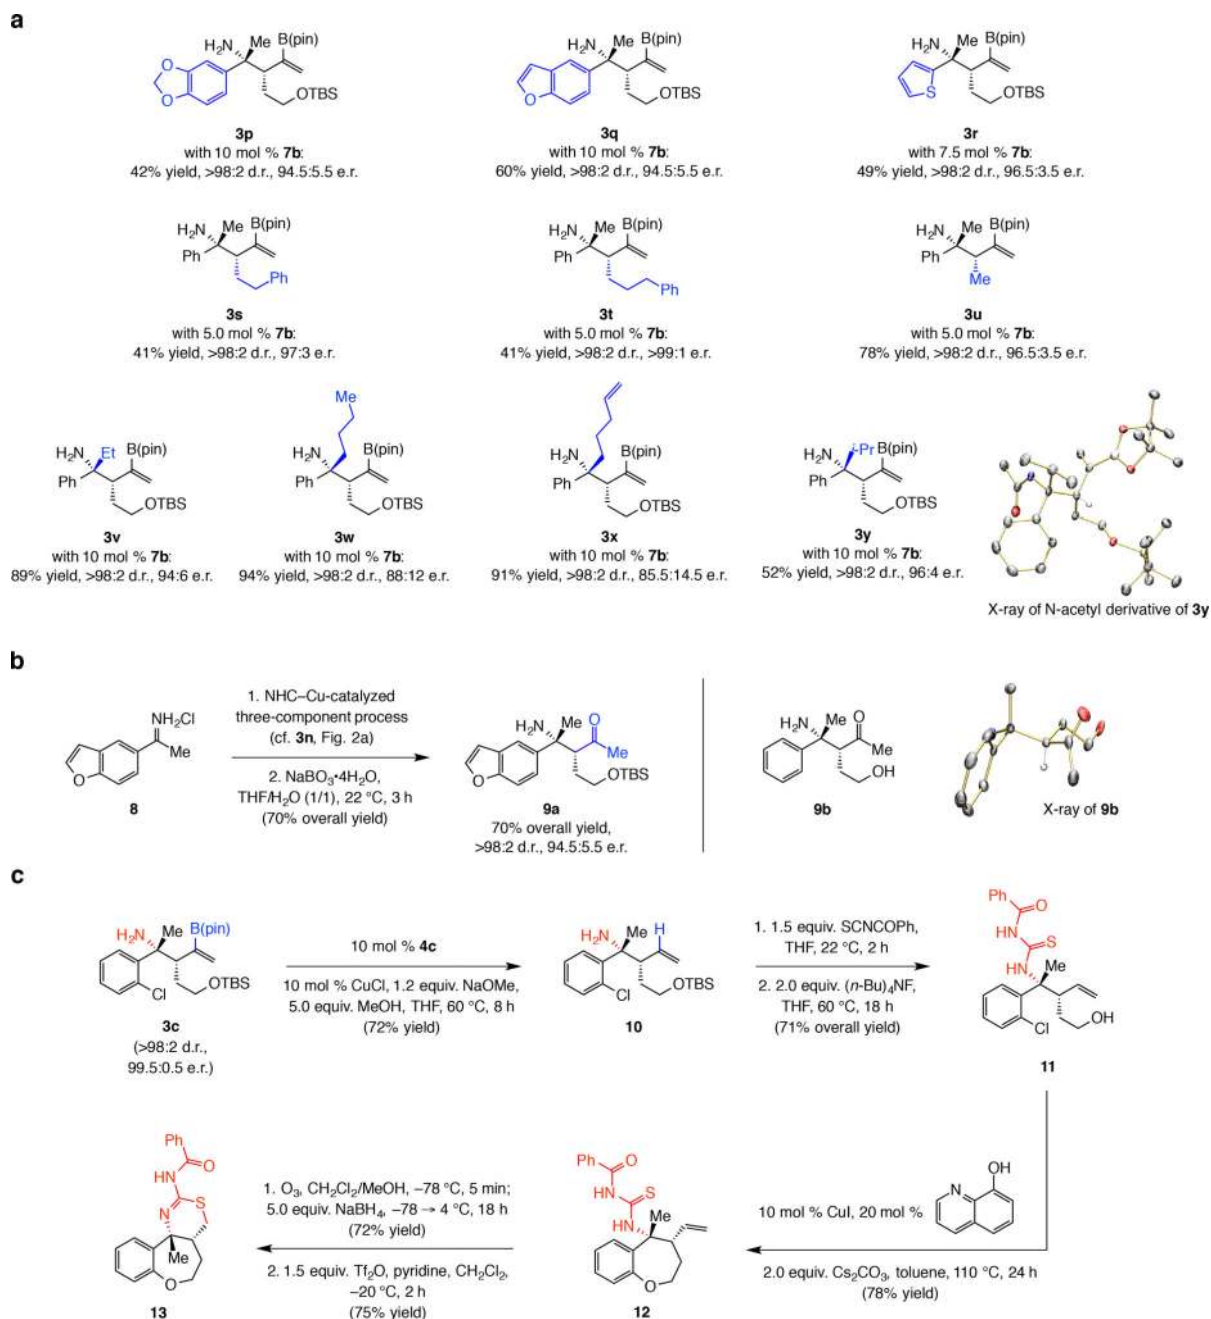 a
H₂N Me B(pin)
O
O
OTBS
3p
with 10 mol % 7b:
42% yield, >98:2 d.r., 94.5:5.5 e.r.
H₂N Me B(pin)
O
OTBS
3q
with 10 mol % 7b:
60% yield, >98:2 d.r., 94.5:5.5 e.r.
H₂N Me B(pin)
S
OTBS
3r
with 7.5 mol % 7b:
49% yield, >98:2 d.r., 96.5:3.5 e.r.
H₂N Me B(pin)
Ph
Ph
3s
with 5.0 mol % 7b:
41% yield, >98:2 d.r., 97:3 e.r.
H₂N Me B(pin)
Ph
Ph
3t
with 5.0 mol % 7b:
41% yield, >98:2 d.r., >99:1 e.r.
H₂N Me B(pin)
Ph
Me
3u
with 5.0 mol % 7b:
78% yield, >98:2 d.r., 96.5:3.5 e.r.
H₂N Et B(pin)
Ph
OTBS
3v
with 10 mol % 7b:
89% yield, >98:2 d.r., 94:6 e.r.
Me
H₂N B(pin)
Ph
OTBS
3w
with 10 mol % 7b:
94% yield, >98:2 d.r., 88:12 e.r.
H₂N B(pin)
Ph
OTBS
3x
with 10 mol % 7b:
91% yield, >98:2 d.r., 85.5:14.5 e.r.
H₂N i-Pr B(pin)
Ph
OTBS
3y
with 10 mol % 7b:
52% yield, >98:2 d.r., 96:4 e.r.
X-ray of N-acetyl derivative of 3y
b
NH₂Cl
Me
O
8
1. NHC–Cu-catalyzed
three-component process
(cf. 3n, Fig. 2a)
2. NaBO₃•4H₂O,
THF/H₂O (1/1), 22 °C, 3 h
(70% overall yield)
H₂N Me O
Me
O
OTBS
9a
70% overall yield,
>98:2 d.r., 94.5:5.5 e.r.
H₂N Me O
Me
OH
9b
X-ray of 9b
c
H₂N Me B(pin)
Cl OTBS
3c
(>98:2 d.r.,
99.5:0.5 e.r.)
10 mol % 4c
10 mol % CuCl, 1.2 equiv. NaOMe,
5.0 equiv. MeOH, THF, 60 °C, 8 h
(72% yield)
H₂N Me H
Cl OTBS
10
1. 1.5 equiv. SCNCOPh,
THF, 22 °C, 2 h
2. 2.0 equiv. (n-Bu)₄NF,
THF, 60 °C, 18 h
(71% overall yield)
Ph O
HN S
HN Me
Cl OH
11
N OH
10 mol % CuI, 20 mol %
2.0 equiv. Cs₂CO₃, toluene, 110 °C, 24 h
(78% yield)
Ph O
HN S
HN Me
O
12
1. O₃, CH₂Cl₂/MeOH, –78 °C, 5 min;
5.0 equiv. NaBH₄, –78 → 4 °C, 18 h
(72% yield)
2. 1.5 equiv. Tf₂O, pyridine, CH₂Cl₂,
–20 °C, 2 h
(75% yield)
Ph O
HN
N S
Me
O
13